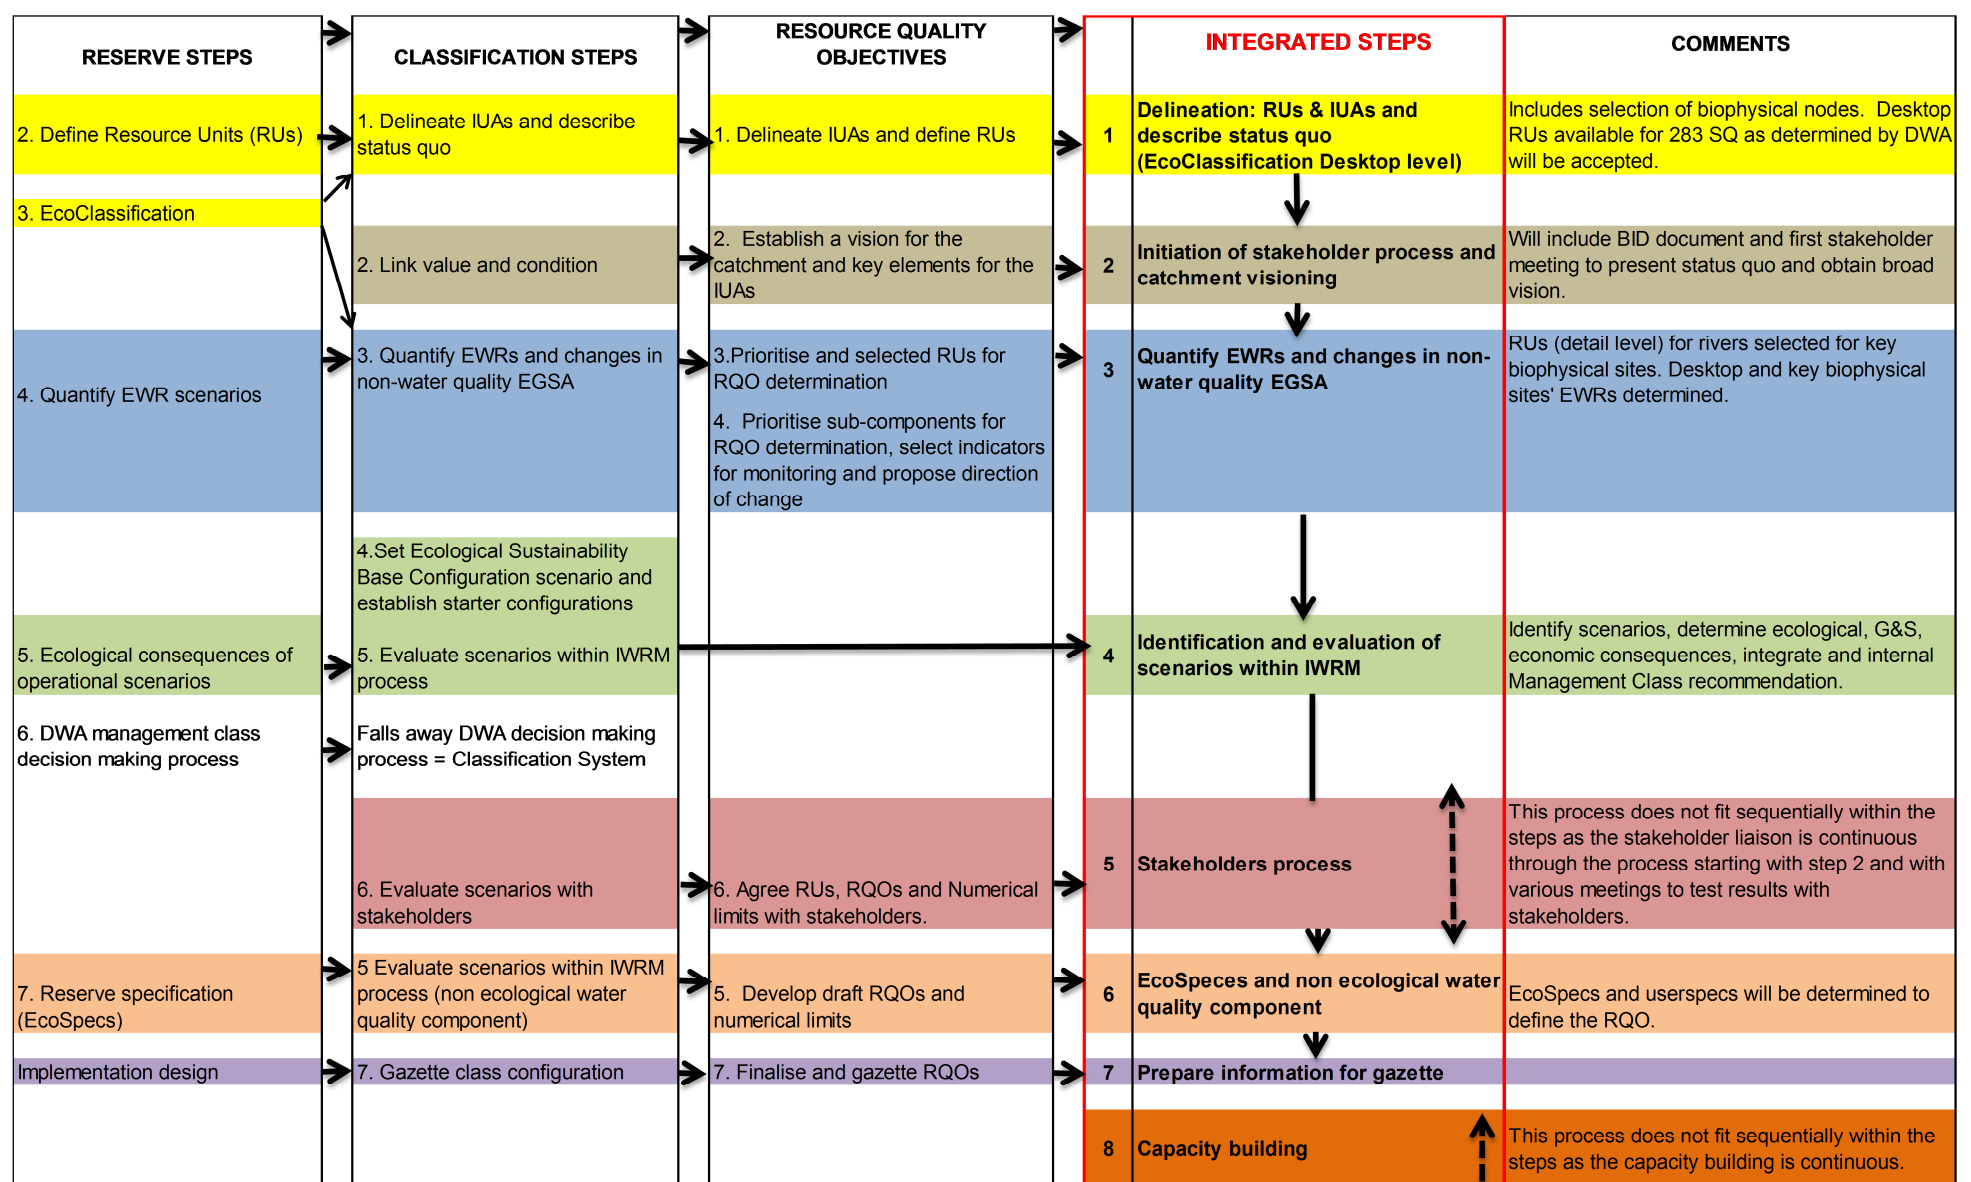 RESERVE STEPS
CLASSIFICATION STEPS
RESOURCE QUALITY
OBJECTIVES
INTEGRATED STEPS
COMMENTS
2. Define Resource Units (RUs)
1. Delineate IUAs and describe
status quo
1. Delineate IUAs and define RUs
1
Delineation: RUs & IUAs and
describe status quo
(EcoClassification Desktop level)
Includes selection of biophysical nodes.  Desktop
RUs available for 283 SQ as determined by DWA
will be accepted.
3. EcoClassification
2. Link value and condition
2.  Establish a vision for the
catchment and key elements for the
IUAs
2
Initiation of stakeholder process and
catchment visioning
Will include BID document and first stakeholder
meeting to present status quo and obtain broad
vision.
4. Quantify EWR scenarios
3. Quantify EWRs and changes in
non-water quality EGSA
3.Prioritise and selected RUs for
RQO determination
4.  Prioritise sub-components for
RQO determination, select indicators
for monitoring and propose direction
of change
3
Quantify EWRs and changes in non-
water quality EGSA
RUs (detail level) for rivers selected for key
biophysical sites. Desktop and key biophysical
sites' EWRs determined.
4.Set Ecological Sustainability
Base Configuration scenario and
establish starter configurations
5. Ecological consequences of
operational scenarios
5. Evaluate scenarios within IWRM
process
4
Identification and evaluation of
scenarios within IWRM
Identify scenarios, determine ecological, G&S,
economic consequences, integrate and internal
Management Class recommendation.
6. DWA management class
decision making process
Falls away DWA decision making
process = Classification System
6. Evaluate scenarios with
stakeholders
6. Agree RUs, RQOs and Numerical
limits with stakeholders.
5
Stakeholders process
This process does not fit sequentially within the
steps as the stakeholder liaison is continuous
through the process starting with step 2 and with
various meetings to test results with
stakeholders.
7. Reserve specification
(EcoSpecs)
5 Evaluate scenarios within IWRM
process (non ecological water
quality component)
5.  Develop draft RQOs and
numerical limits
6
EcoSpeces and non ecological water
quality component
EcoSpecs and userspecs will be determined to
define the RQO.
Implementation design
7. Gazette class configuration
7. Finalise and gazette RQOs
7
Prepare information for gazette
8
Capacity building
This process does not fit sequentially within the
steps as the capacity building is continuous.